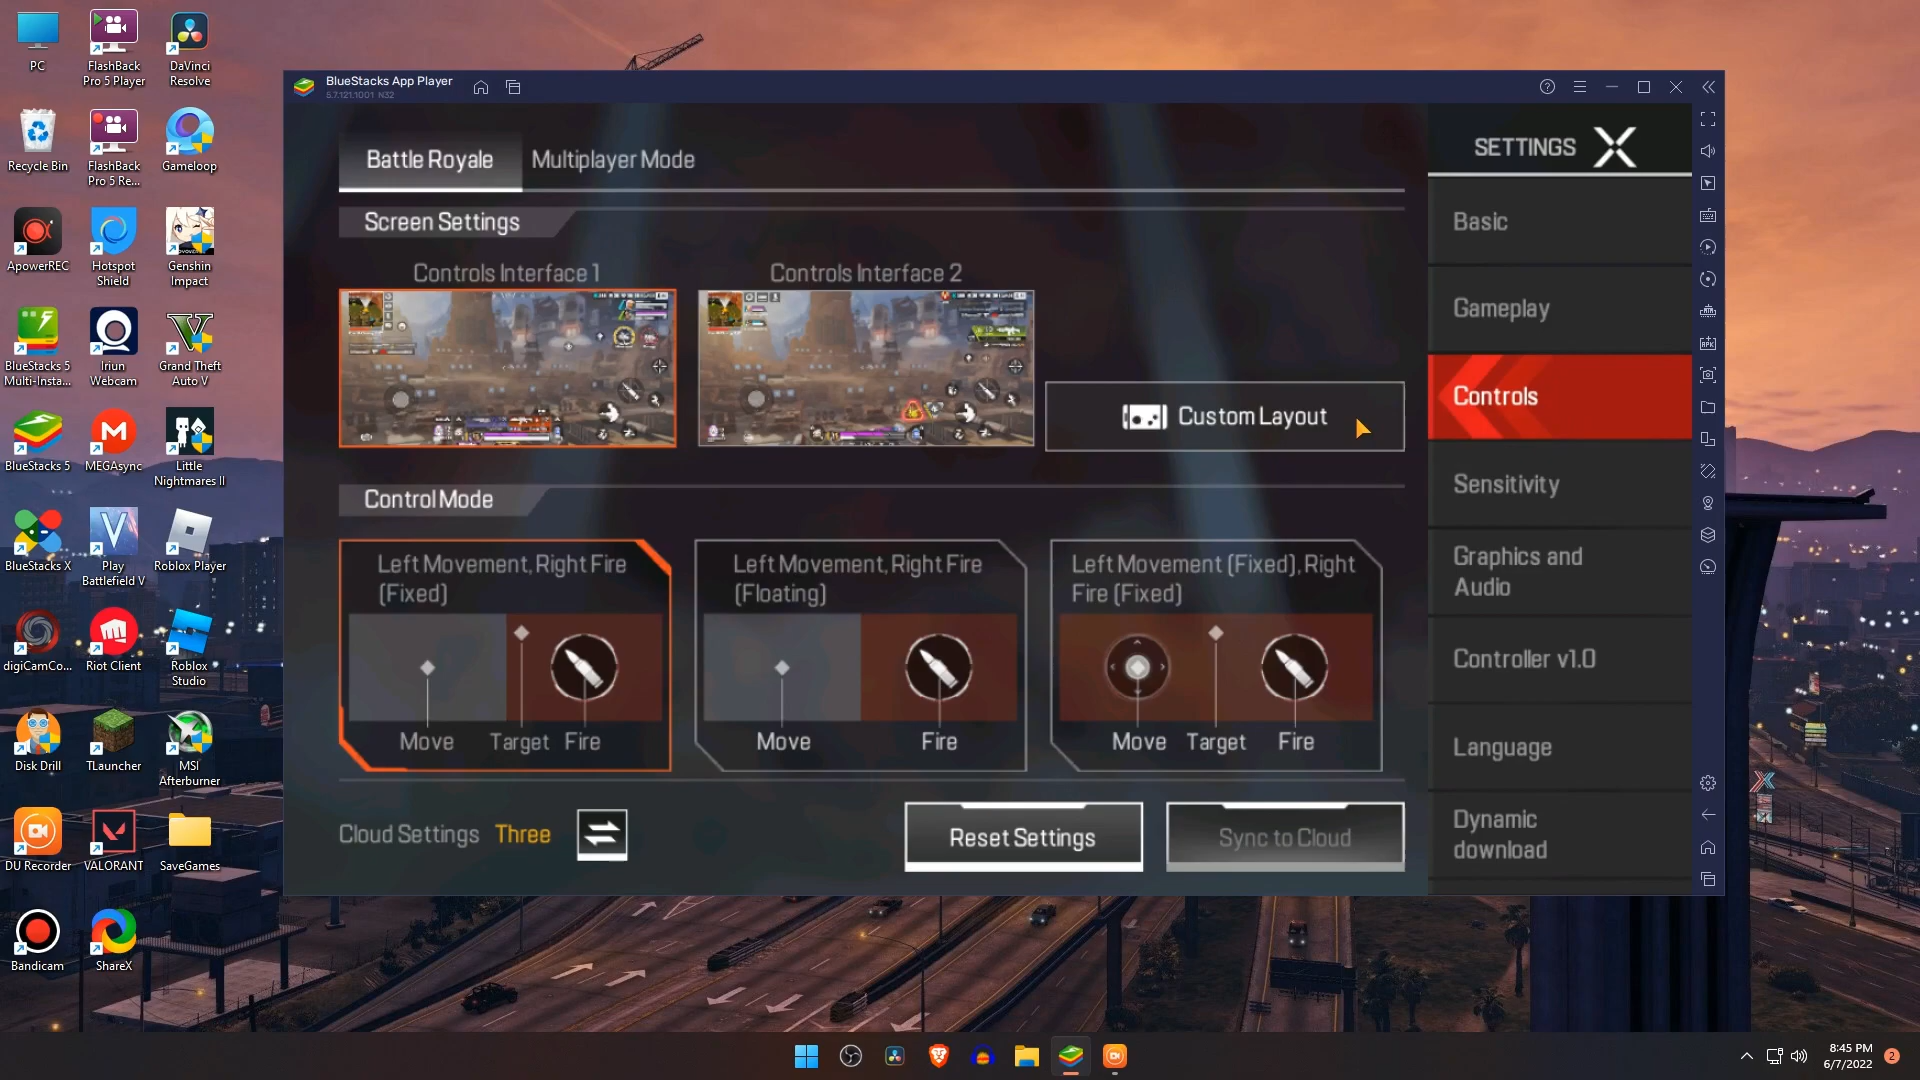 PC
FlashBack
Pro 5 Player
DaVinci
Resolve
Recycle Bin
FlashBack
Pro 5 Re...
Gameloop
ApowerREC
Hotspot
Shield
Genshin
Impact
BlueStacks 5
Multi-Insta...
Iriun
Webcam
Grand Theft
Auto V
BlueStacks 5
MEGAsync
Little
Nightmares II
BlueStacks X
Play
Battlefield V
Roblox Player
digiCamCo...
Riot Client
Roblox
Studio
Disk Drill
TLauncher
MSI
Afterburner
DU Recorder
VALORANT
SaveGames
Bandicam
ShareX
BlueStacks App Player
5.7.121.1001 N32
Battle Royale
Multiplayer Mode
Screen Settings
Controls Interface 1
Controls Interface 2
Custom Layout
Control Mode
Left Movement, Right Fire
(Fixed)
Move
Target
Fire
Left Movement, Right Fire
(Floating)
Move
Fire
Left Movement (Fixed), Right
Fire (Fixed)
Move
Target
Fire
Cloud Settings
Three
Reset Settings
Sync to Cloud
SETTINGS
Basic
Gameplay
Controls
Sensitivity
Graphics and
Audio
Controller v1.0
Language
Dynamic
download
8:45 PM
6/7/2022
2